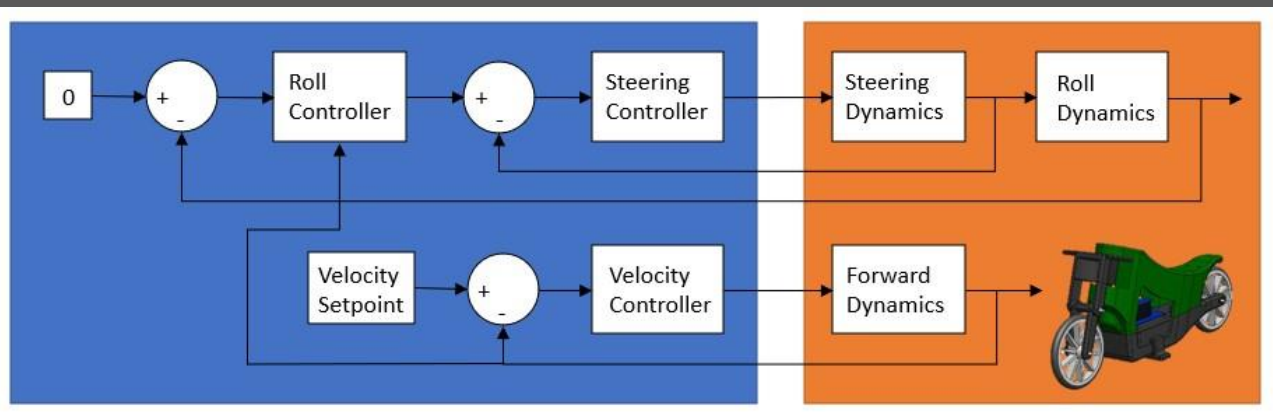 0
+
-
Roll
Controller
+
-
Steering
Controller
Steering
Dynamics
Roll
Dynamics
Velocity
Setpoint
+
-
Velocity
Controller
Forward
Dynamics